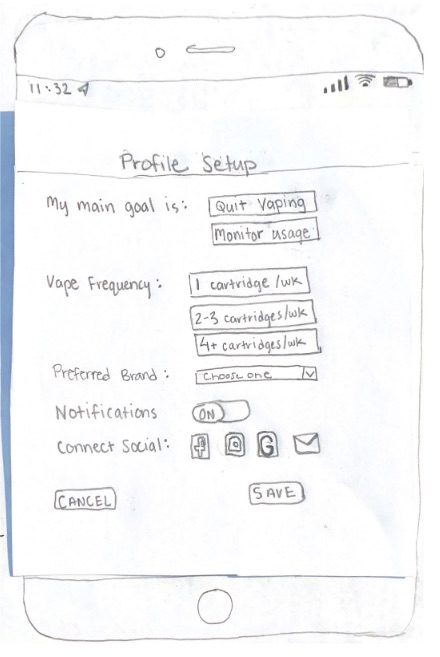 11:32
Profile Setup
My main goal is: Quit Vaping
Monitor usage
Vape Frequency: 1 cartridge/wk
2-3 cartridges/wk
4+ cartridges/wk
Preferred Brand: Choose one
Notifications ON
Connect Social: f G
CANCEL SAVE